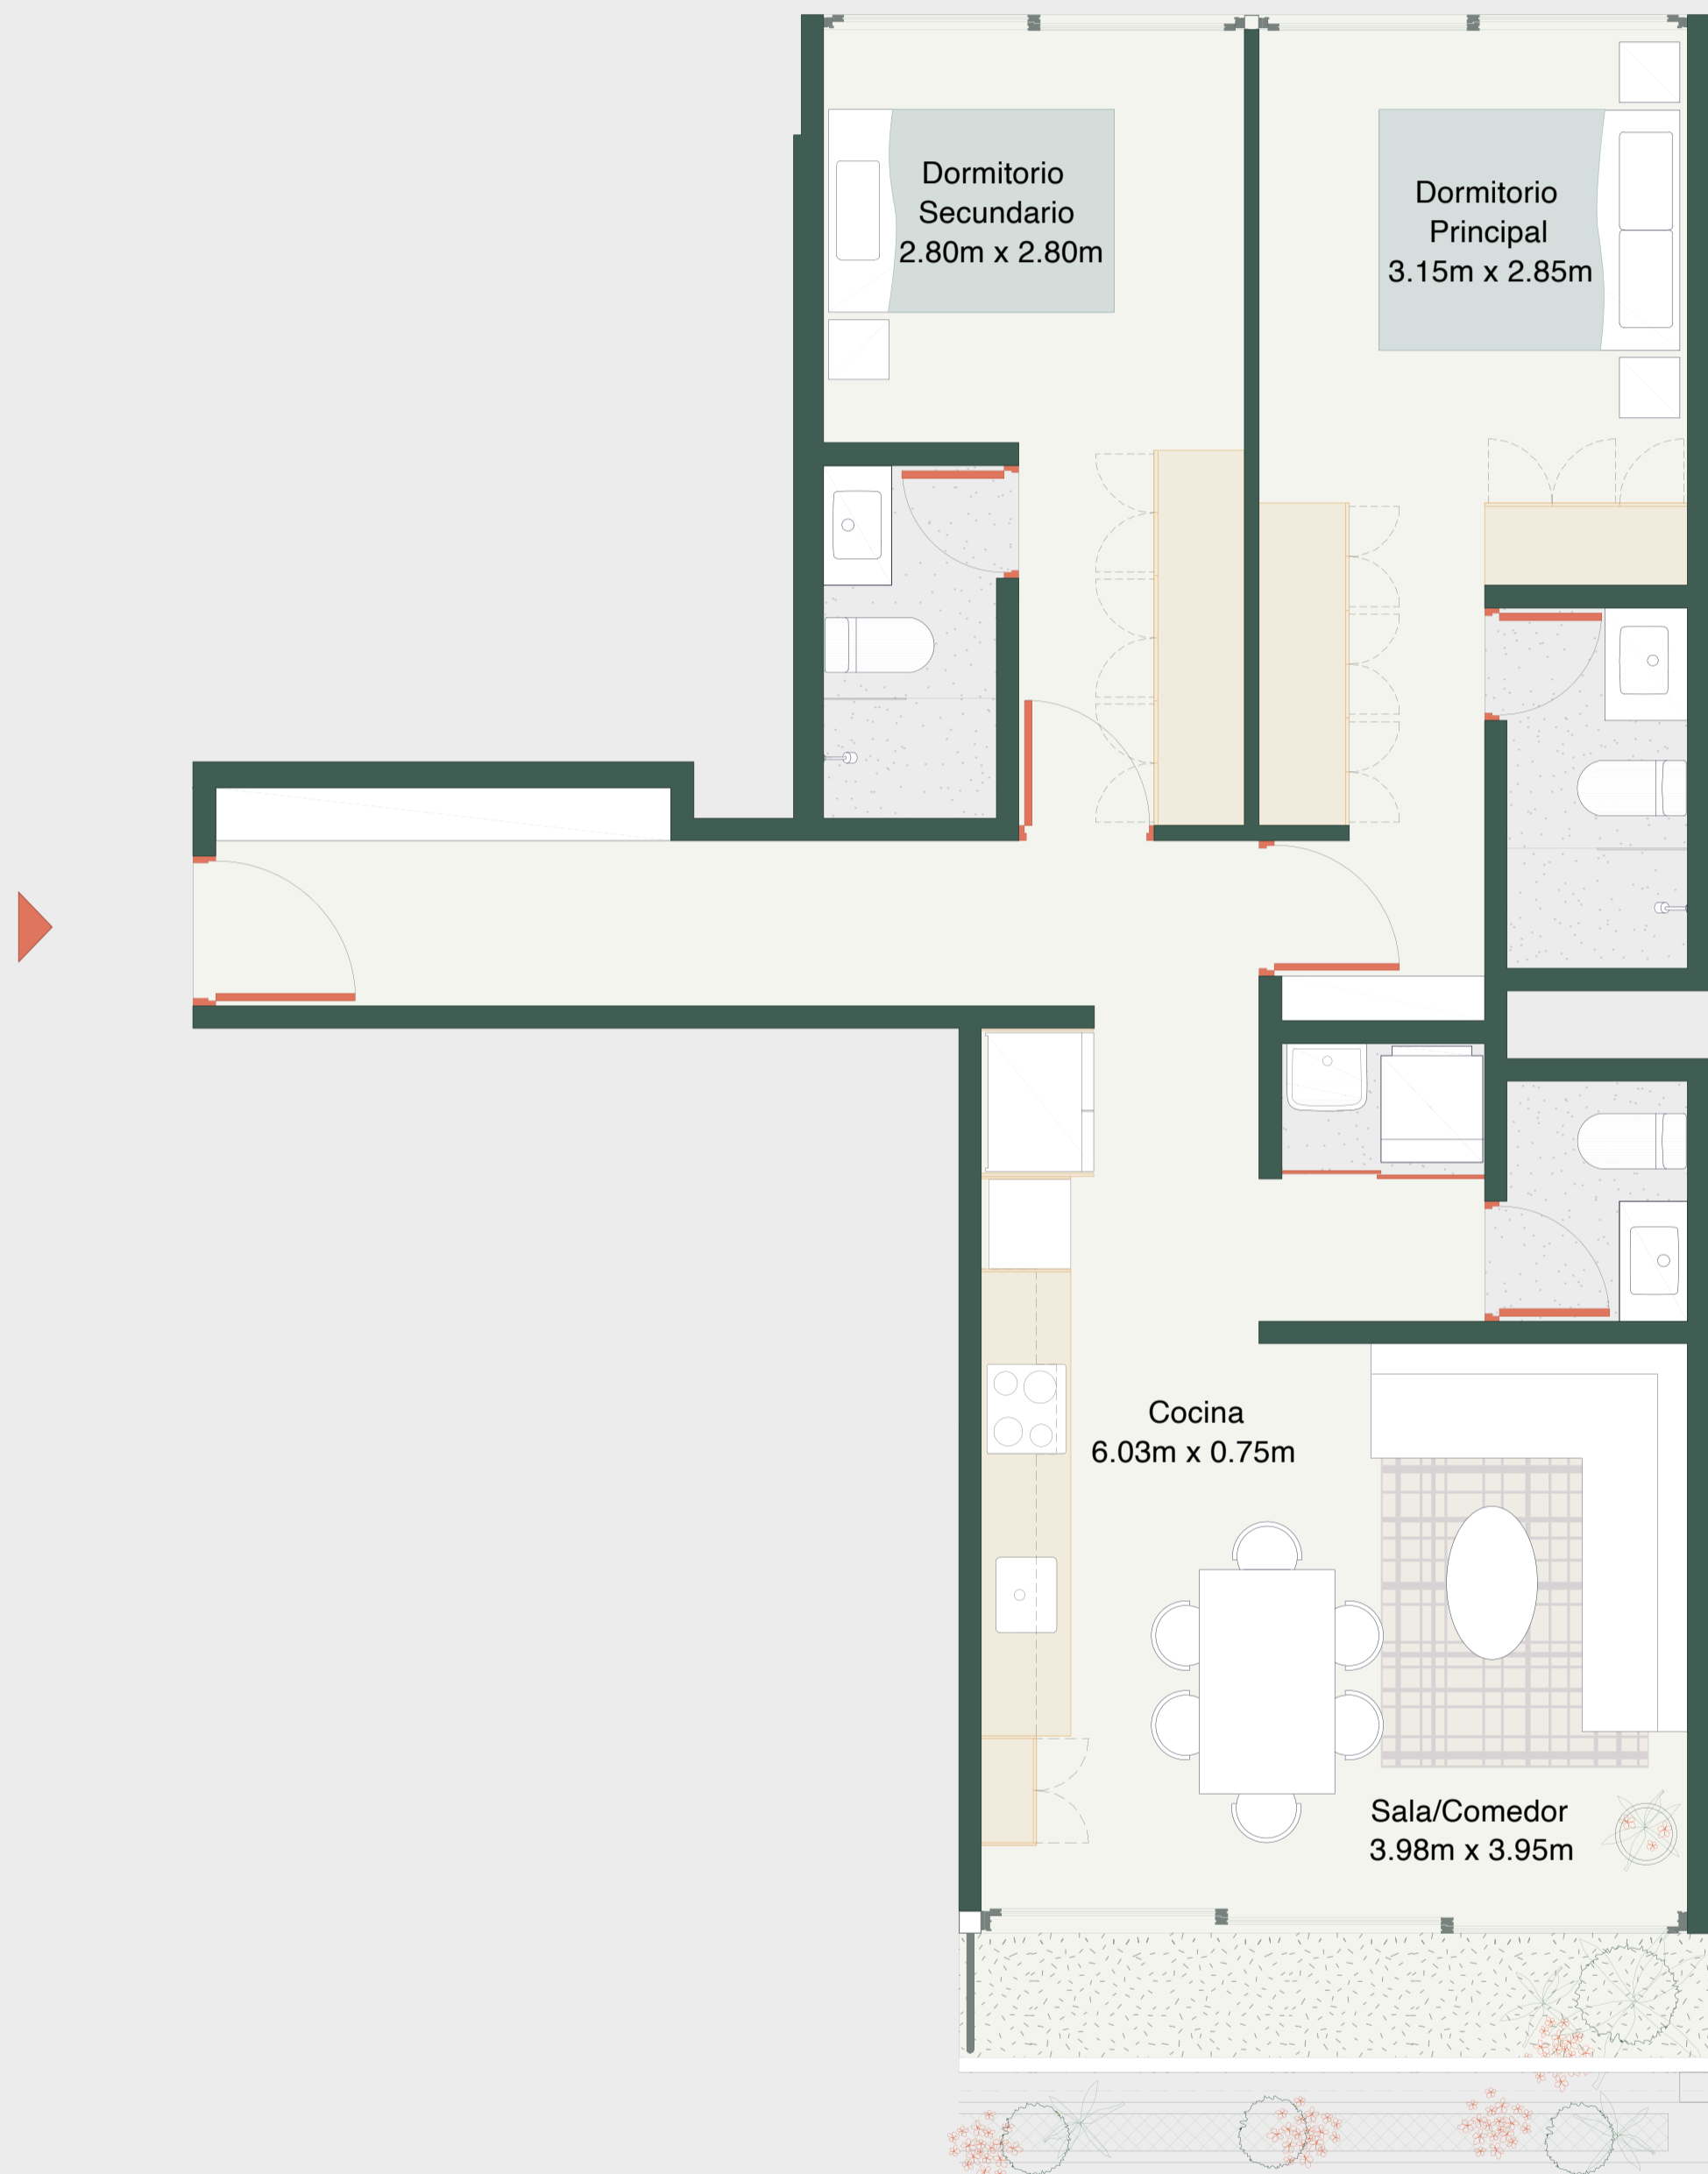 Dormitorio
Secundario
2.80m x 2.80m
Dormitorio
Principal
3.15m x 2.85m
Cocina
6.03m x 0.75m
Sala/Comedor
3.98m x 3.95m